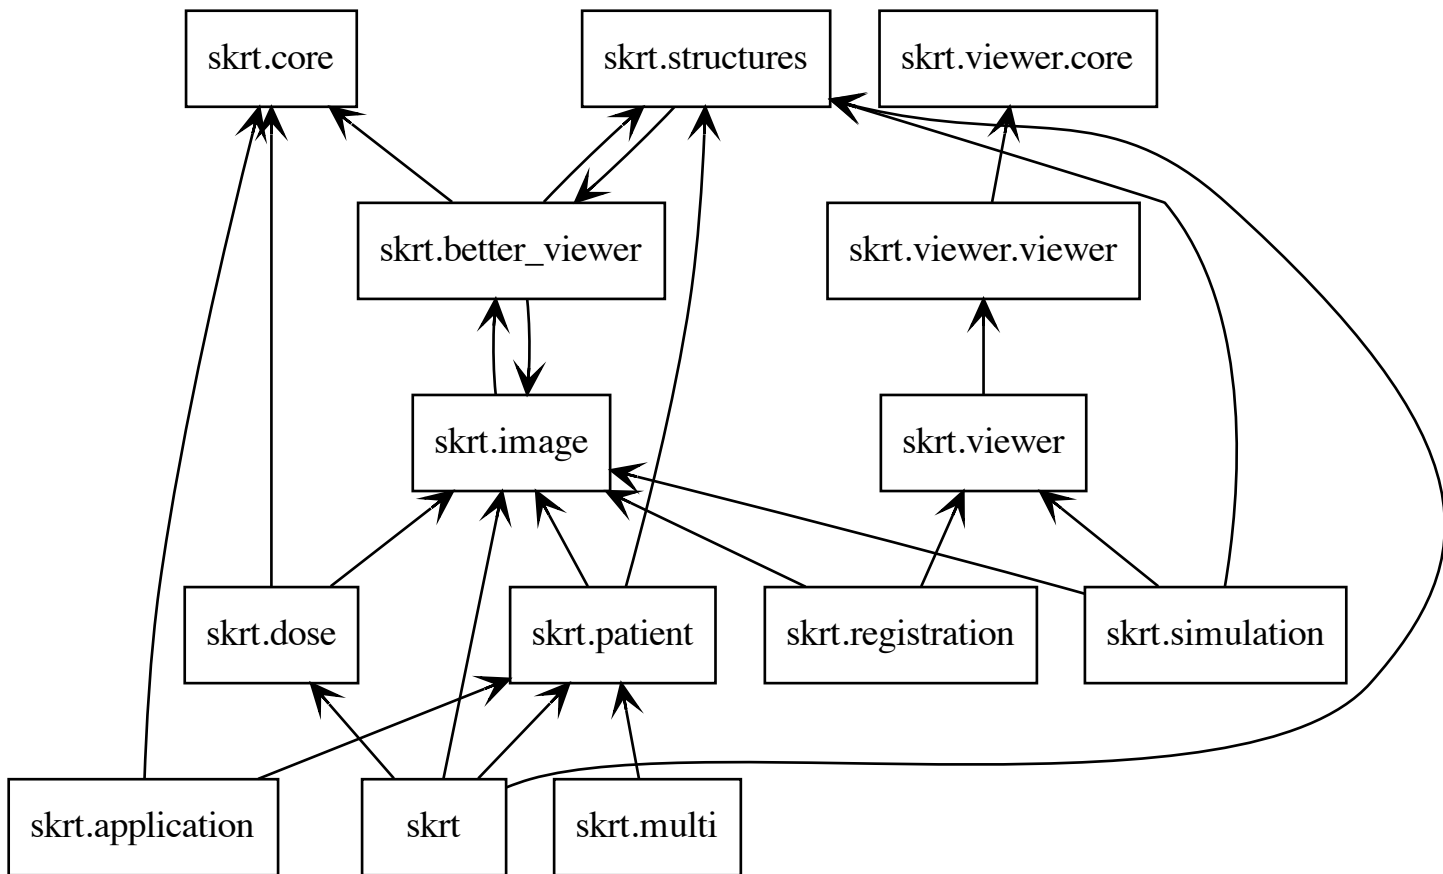 skrt.core
skrt.structures
skrt.viewer.core
skrt.better_viewer
skrt.viewer.viewer
skrt.image
skrt.viewer
skrt.dose
skrt.patient
skrt.registration
skrt.simulation
skrt.application
skrt
skrt.multi